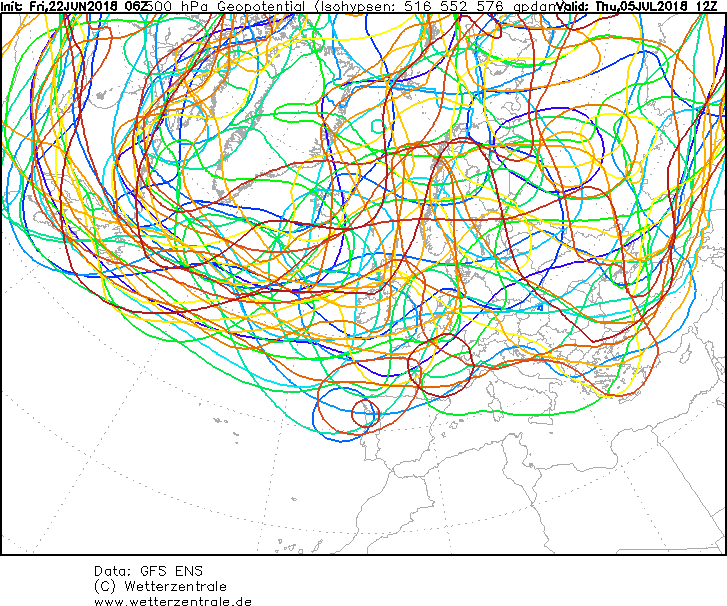 Init: Fri,22JUN2018 06Z 500 hPa Geopotential (Isohypsen: 516 552 576 gpdam Valid: Thu,05JUL2018 12Z
Data: GFS ENS
(C) Wetterzentrale
www.wetterzentrale.de